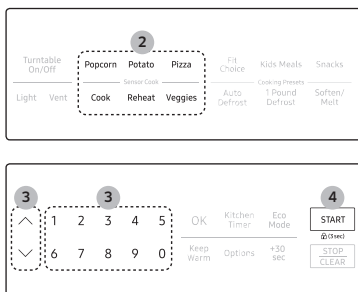 2
Turntable On/Off
Popcorn Potato Pizza
Fit Choice
Kids Meals
Snacks
Sensor Cook
Cooking Presets
Light Vent
Cook Reheat Veggies
Auto Defrost
1 Pound Defrost
Soften/ Melt
3
3
4
1 2 3 4 5
OK
Kitchen Timer
Eco Mode
START
(3sec)
6 7 8 9 0
Keep Warm
Options
+30 sec
STOP
CLEAR